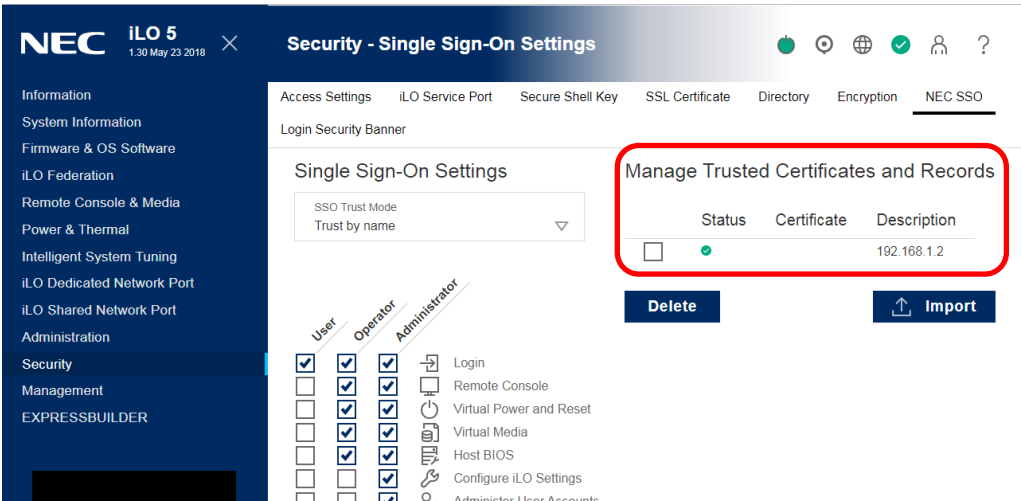 NEC iLO 5
1.30 May 23 2018
Information
System Information
Firmware & OS Software
iLO Federation
Remote Console & Media
Power & Thermal
Intelligent System Tuning
iLO Dedicated Network Port
iLO Shared Network Port
Administration
Security
Management
EXPRESSBUILDER
Security - Single Sign-On Settings
?
Access Settings iLO Service Port Secure Shell Key SSL Certificate Directory Encryption NEC SSO
Login Security Banner
Single Sign-On Settings
SSO Trust Mode
Trust by name
User Operator Administrator
Login
Remote Console
Virtual Power and Reset
Virtual Media
Host BIOS
Configure iLO Settings
Administer User Accounts
Manage Trusted Certificates and Records
Status Certificate Description
192.168.1.2
Delete Import